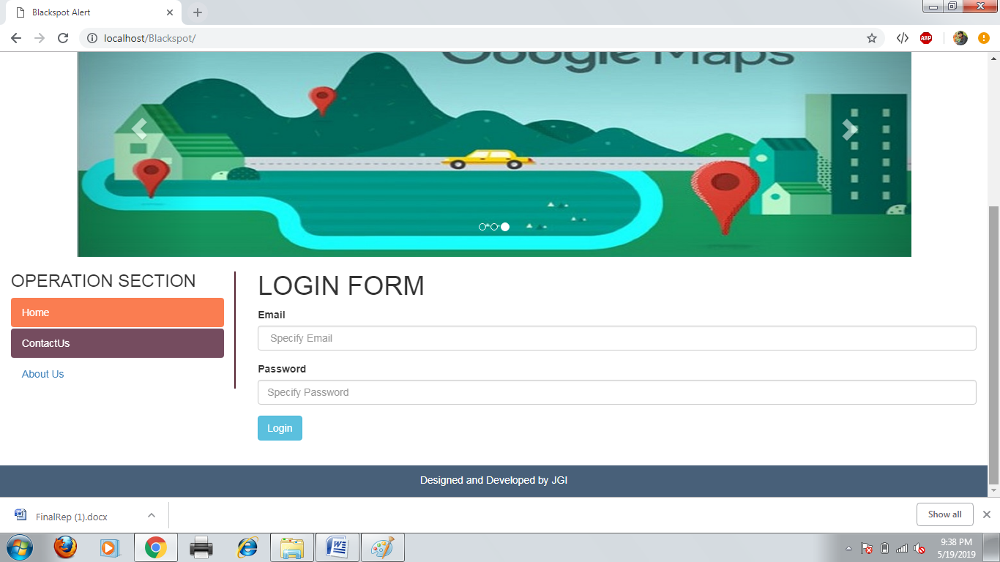 Blackspot Alert
localhost/Blackspot/
ABP
Google Maps
OPERATION SECTION
Home
ContactUs
About Us
LOGIN FORM
Email
Specify Email
Password
Specify Password
Login
Designed and Developed by JGI
FinalRep (1).docx
Show all
9:38 PM
5/19/2019